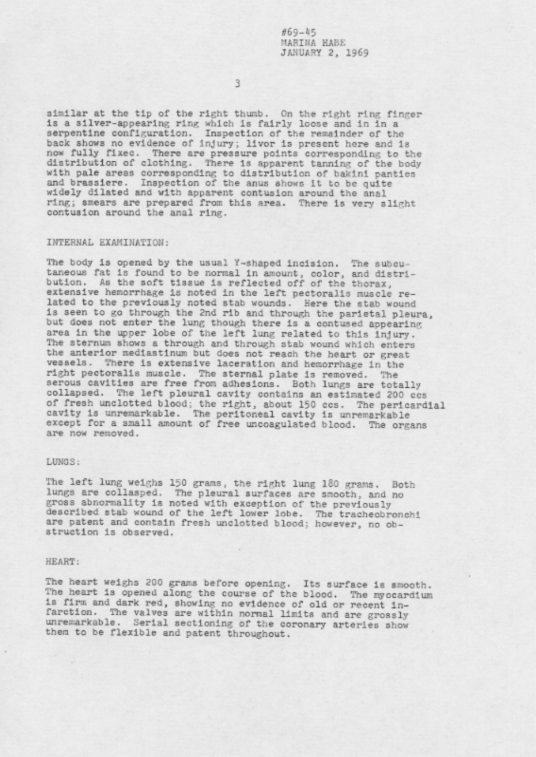 #69-45
MARINA HABE
JANUARY 2, 1969
3
similar at the tip of the right thumb. On the right ring finger
is a silver-appearing ring which is fairly loose and in in a
serpentine configuration. Inspection of the remainder of the
back shows no evidence of injury; livor is present here and is
now fully fixec. There are pressure points corresponding to the
distribution of clothing. There is apparent tanning of the body
with pale areas corresponding to distribution of bakini panties
and brassiere. Inspection of the anus shows it to be quite
widely dilated and with apparent contusion around the anal
ring; smears are prepared from this area. There is very slight
contusion around the anal ring.
INTERNAL EXAMINATION:
The body is opened by the usual Y-shaped incision. The subcu-
taneous fat is found to be normal in amount, color, and distri-
bution. As the soft tissue is reflected off of the thorax,
extensive hemorrhage is noted in the left pectoralis muscle re-
lated to the previously noted stab wounds. Here the stab wound
is seen to go through the 2nd rib and through the parietal pleura,
but does not enter the lung though there is a contused appearing
area in the upper lobe of the left lung related to this injury.
The sternum shows a through and through stab wound which enters
the anterior mediastinum but does not reach the heart or great
vessels. There is extensive laceration and hemorrhage in the
right pectoralis muscle. The sternal plate is removed. The
serous cavities are free from adhesions. Both lungs are totally
collapsed. The left pleural cavity contains an estimated 200 ccs
of fresh unclotted blood; the right, about 150 ccs. The pericardial
cavity is unremarkable. The peritoneal cavity is unremarkable
except for a small amount of free uncoagulated blood. The organs
are now removed.
LUNGS:
The left lung weighs 150 grams, the right lung 180 grams. Both
lungs are collasped. The pleural surfaces are smooth, and no
gross abnormality is noted with exception of the previously
described stab wound of the left lower lobe. The tracheobronchi
are patent and contain fresh unclotted blood; however, no ob-
struction is observed.
HEART:
The heart weighs 200 grams before opening. Its surface is smooth.
The heart is opened along the course of the blood. The myocardium
is firm and dark red, showing no evidence of old or recent in-
farction. The valves are within normal limits and are grossly
unremarkable. Serial sectioning of the coronary arteries show
them to be flexible and patent throughout.